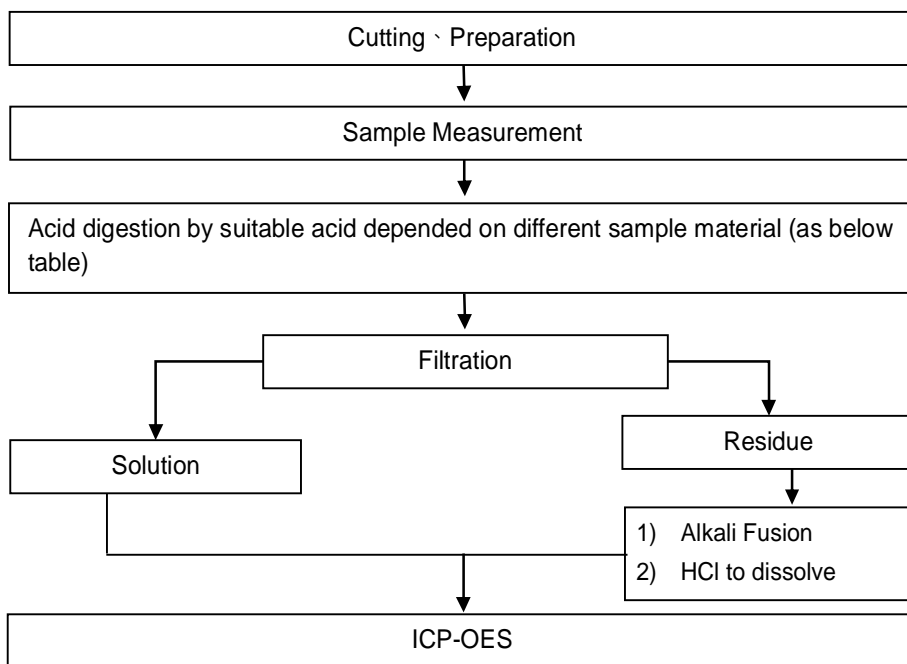 Cutting、Preparation
Sample Measurement
Acid digestion by suitable acid depended on different sample material (as below
table)
Filtration
Solution
Residue
1) Alkali Fusion
2) HCl to dissolve
ICP-OES